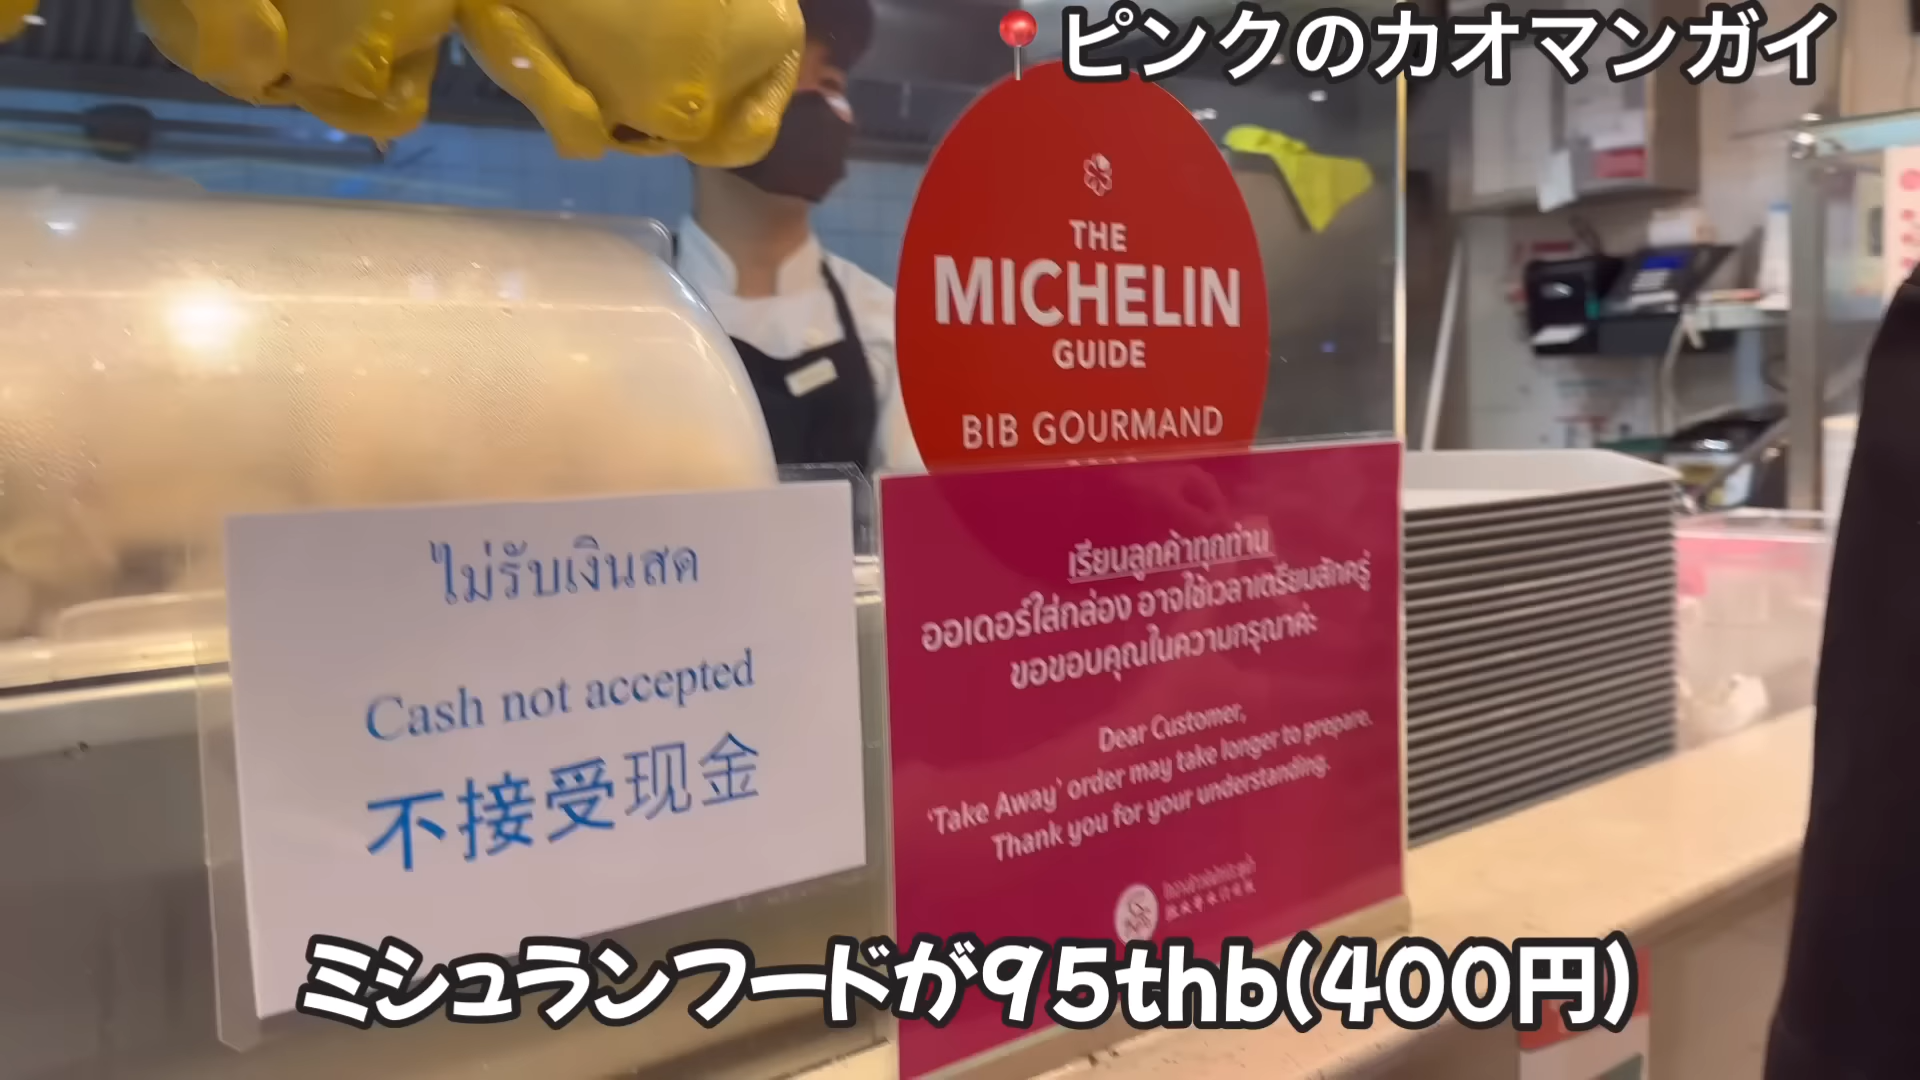 ピンクのカオマンガイ
THE
MICHELIN
GUIDE
BIB GOURMAND
ไม่รับเงินสด
Cash not accepted
不接受现金
เรียนลูกค้าทุกท่าน
ออเดอร์ใส่กล่อง อาจใช้เวลาเตรียมสักครู่
ขอขอบคุณในความกรุณาค่ะ
Dear Customer,
'Take Away' order may take longer to prepare.
Thank you for your understanding.
ミシュランフードが95thb(400円)